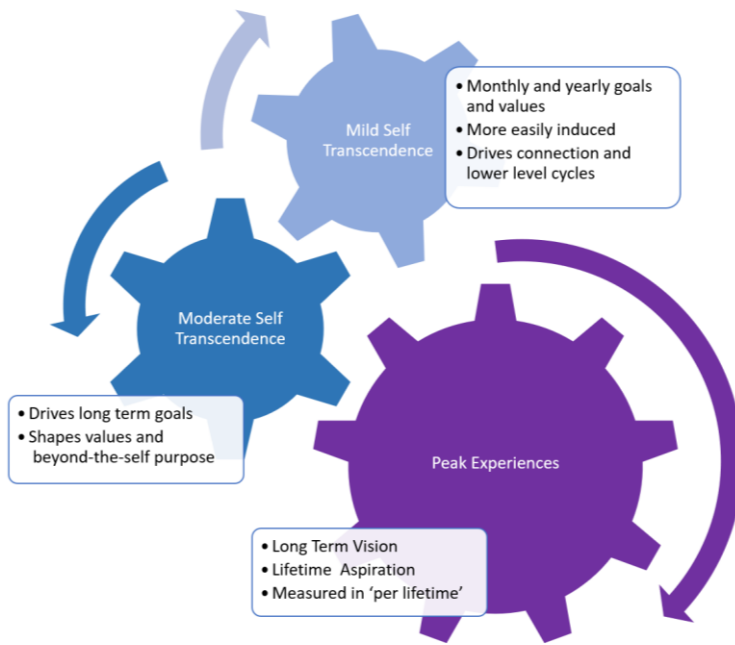 Mild Self
Transcendence
• Monthly and yearly goals
and values
• More easily induced
• Drives connection and
lower level cycles
Moderate Self
Transcendence
• Drives long term goals
• Shapes values and
beyond-the-self purpose
Peak Experiences
• Long Term Vision
• Lifetime Aspiration
• Measured in ‘per lifetime’